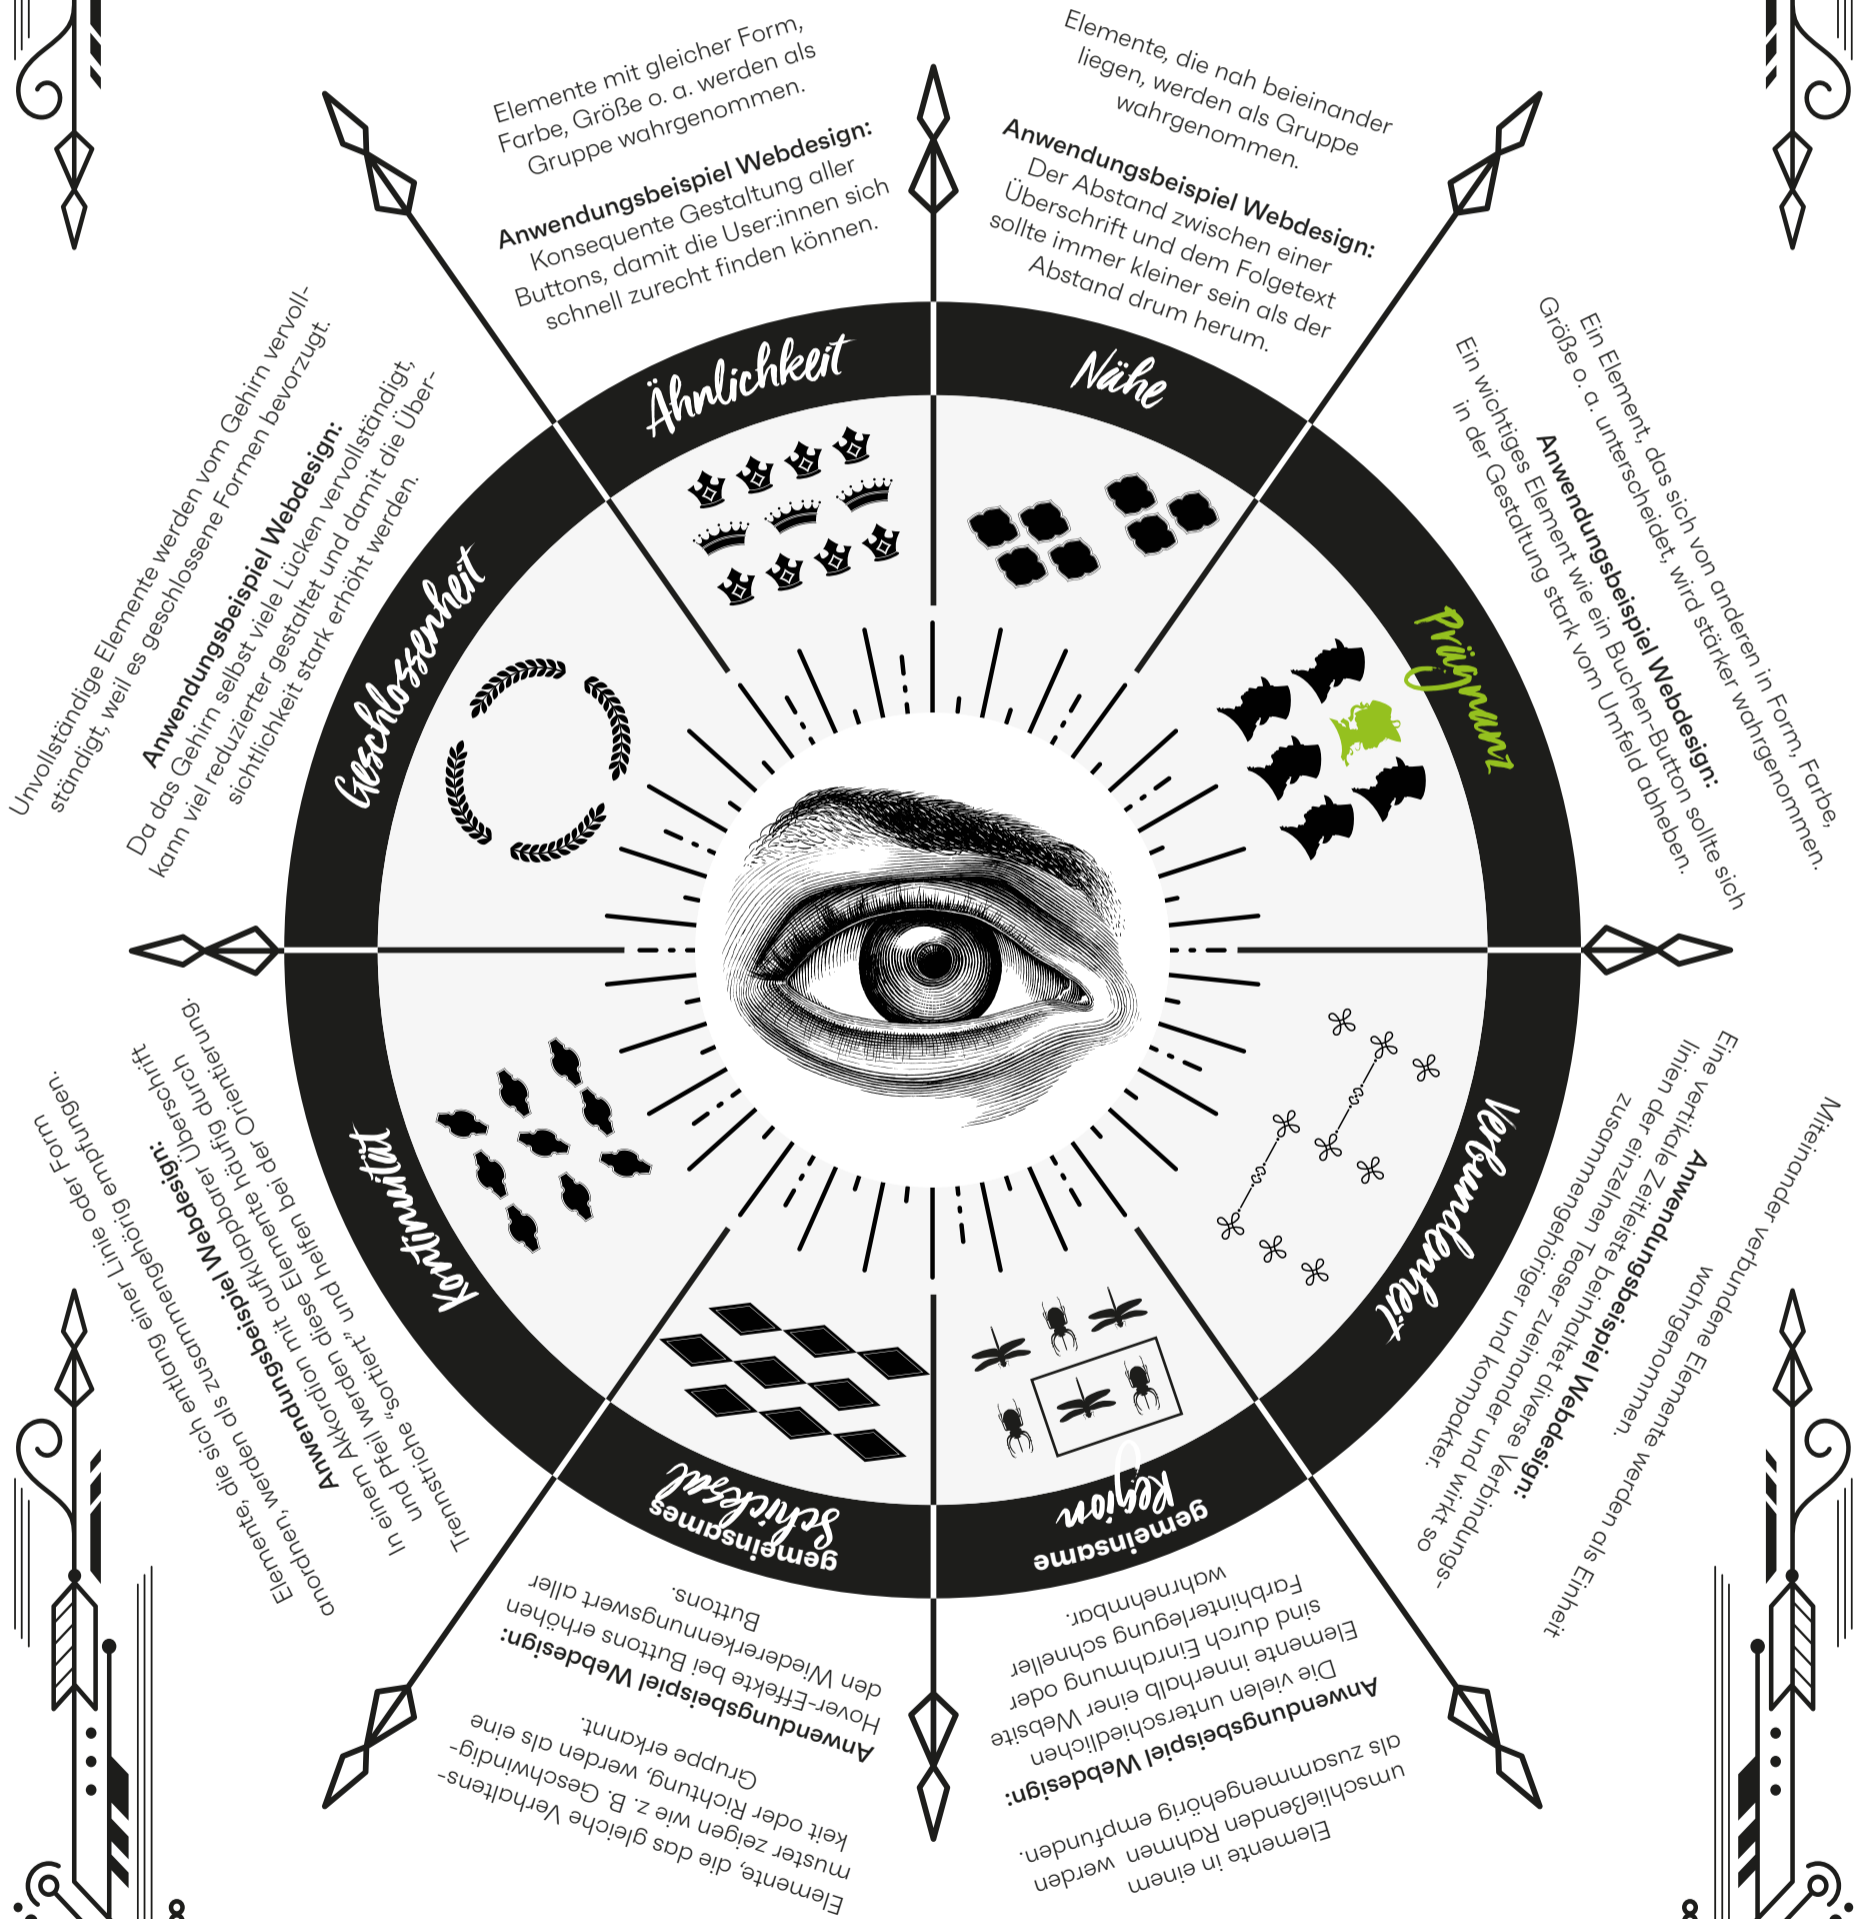 Elemente mit gleicher Form,
Farbe, Größe o. a. werden als
Gruppe wahrgenommen.
Anwendungsbeispiel Webdesign:
Konsequente Gestaltung aller
Buttons, damit die User:innen sich
schnell zurecht finden können.
Ähnlichkeit
Elemente, die nah beieinander
liegen, werden als Gruppe
wahrgenommen.
Anwendungsbeispiel Webdesign:
Der Abstand zwischen einer
Überschrift und dem Folgetext
sollte immer kleiner sein als der
Abstand drum herum.
Nähe
Ein Element, das sich von anderen in Form, Farbe,
Größe o. a. unterscheidet, wird stärker wahrgenommen.
Anwendungsbeispiel Webdesign:
Ein wichtiges Element wie ein Buchen-Button sollte sich
in der Gestaltung stark vom Umfeld abheben.
Prägnanz
Miteinander verbundene Elemente werden als Einheit
wahrgenommen.
Anwendungsbeispiel Webdesign:
Eine vertikale Zeitleiste beinhaltet diverse Verbindungs-
linien der einzelnen Teaser zueinander und wirkt so
zusammengehöriger und kompakter.
Verbundenheit
Elemente in einem
umschließenden Rahmen werden
als zusammengehörig empfunden.
Anwendungsbeispiel Webdesign:
Die vielen unterschiedlichen
Elemente innerhalb einer Website
sind durch Einrahmung oder
Farbhinterlegung schneller
wahrnehmbar.
gemeinsame
Region
Elemente, die das gleiche Verhaltens-
muster zeigen wie z. B. Geschwindig-
keit oder Richtung, werden als eine
Gruppe erkannt.
Anwendungsbeispiel Webdesign:
Hover-Effekte bei Buttons erhöhen
den Wiedererkennungswert aller
Buttons.
gemeinsames
Schicksal
Elemente, die sich entlang einer Linie oder Form
anordnen, werden als zusammengehörig empfungen.
Anwendungsbeispiel Webdesign:
In einem Akkordion mit aufklappbarer Überschrift
und Pfeil werden diese Elemente häufig durch
Trennstriche “sortiert” und helfen bei der Orientierung.
Kontinuität
Unvollständige Elemente werden vom Gehirn vervoll-
ständigt, weil es geschlossene Formen bevorzugt.
Anwendungsbeispiel Webdesign:
Da das Gehirn selbst viele Lücken vervollständigt,
kann viel reduzierter gestaltet und damit die Über-
sichtlichkeit stark erhöht werden.
Geschlossenheit